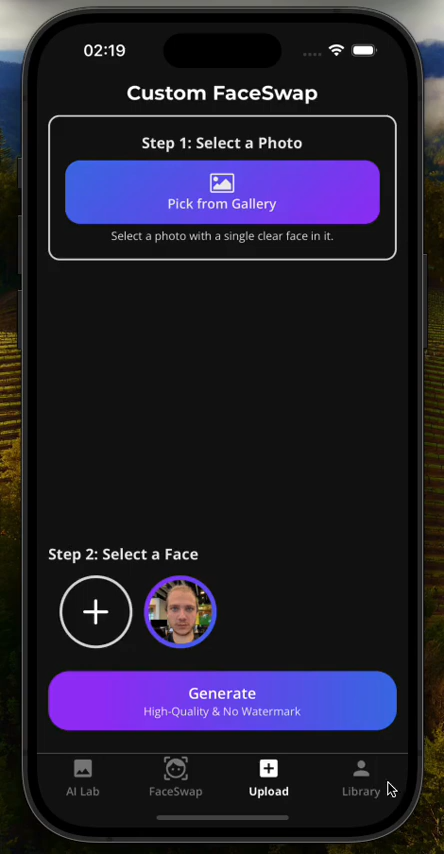 02:19
Custom FaceSwap
Step 1: Select a Photo
Pick from Gallery
Select a photo with a single clear face in it.
Step 2: Select a Face
Generate
High-Quality & No Watermark
AI Lab
FaceSwap
Upload
Library